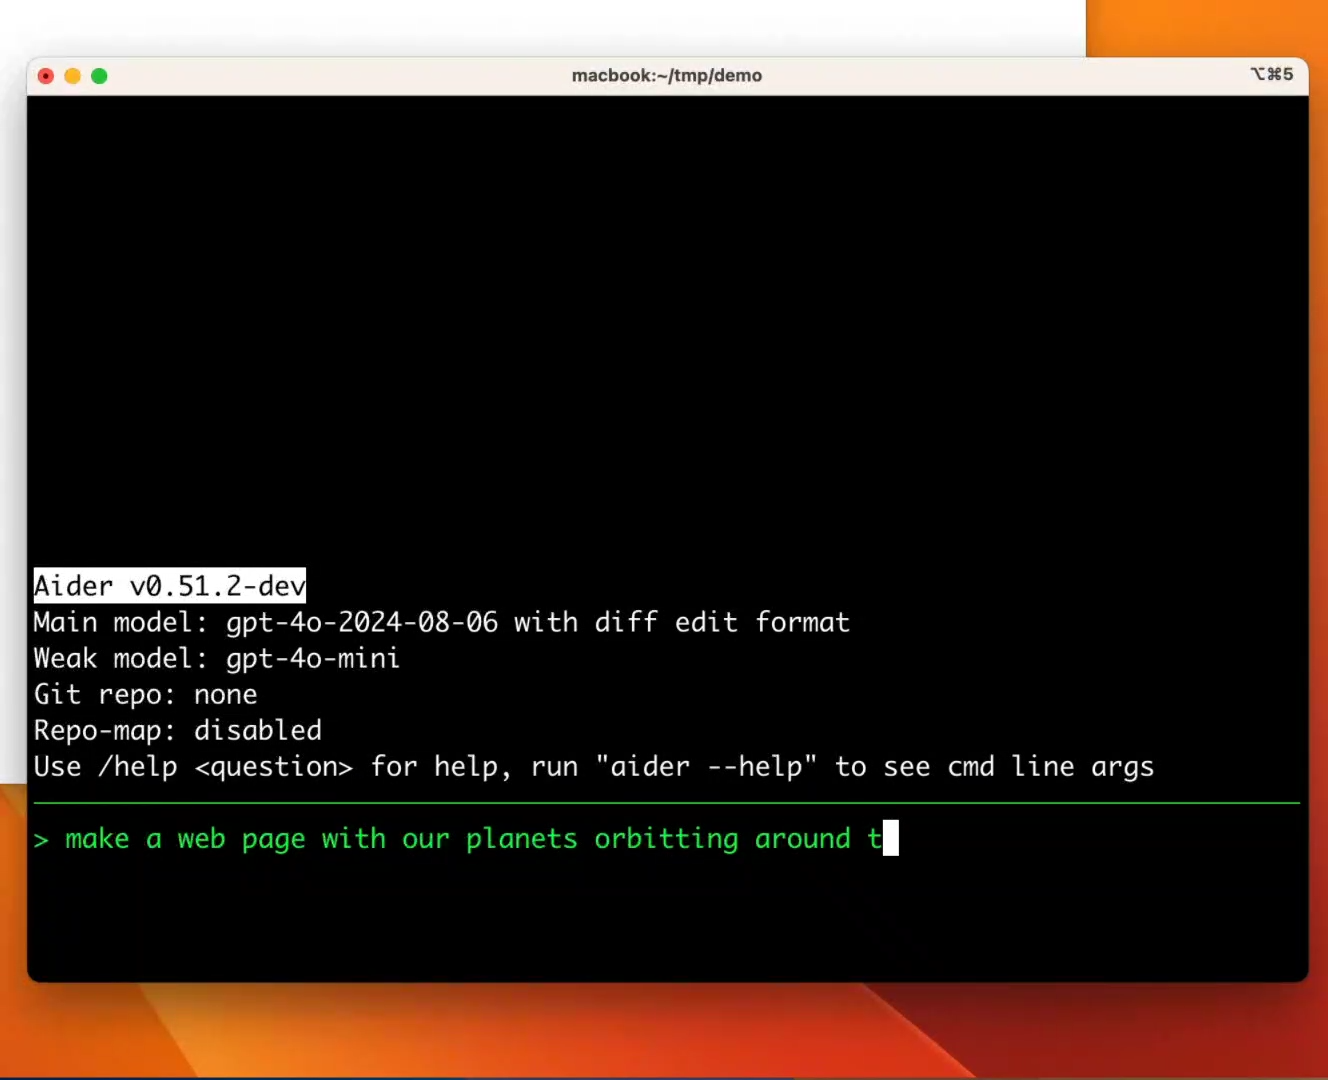 macbook:~/tmp/demo
⌥⌘5
Aider v0.51.2-dev
Main model: gpt-4o-2024-08-06 with diff edit format
Weak model: gpt-4o-mini
Git repo: none
Repo-map: disabled
Use /help <question> for help, run "aider --help" to see cmd line args
> make a web page with our planets orbitting around t